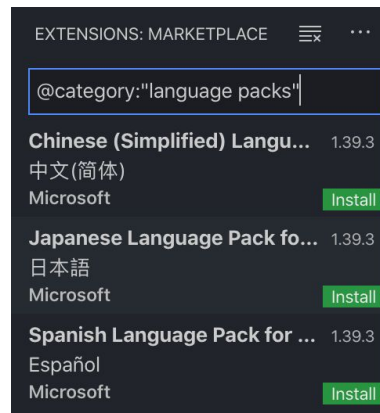 EXTENSIONS: MARKETPLACE
@category:"language packs"
Chinese (Simplified) Langu... 1.39.3
中文(简体)
Microsoft Install
Japanese Language Pack fo... 1.39.3
日本語
Microsoft Install
Spanish Language Pack for ... 1.39.3
Español
Microsoft Install